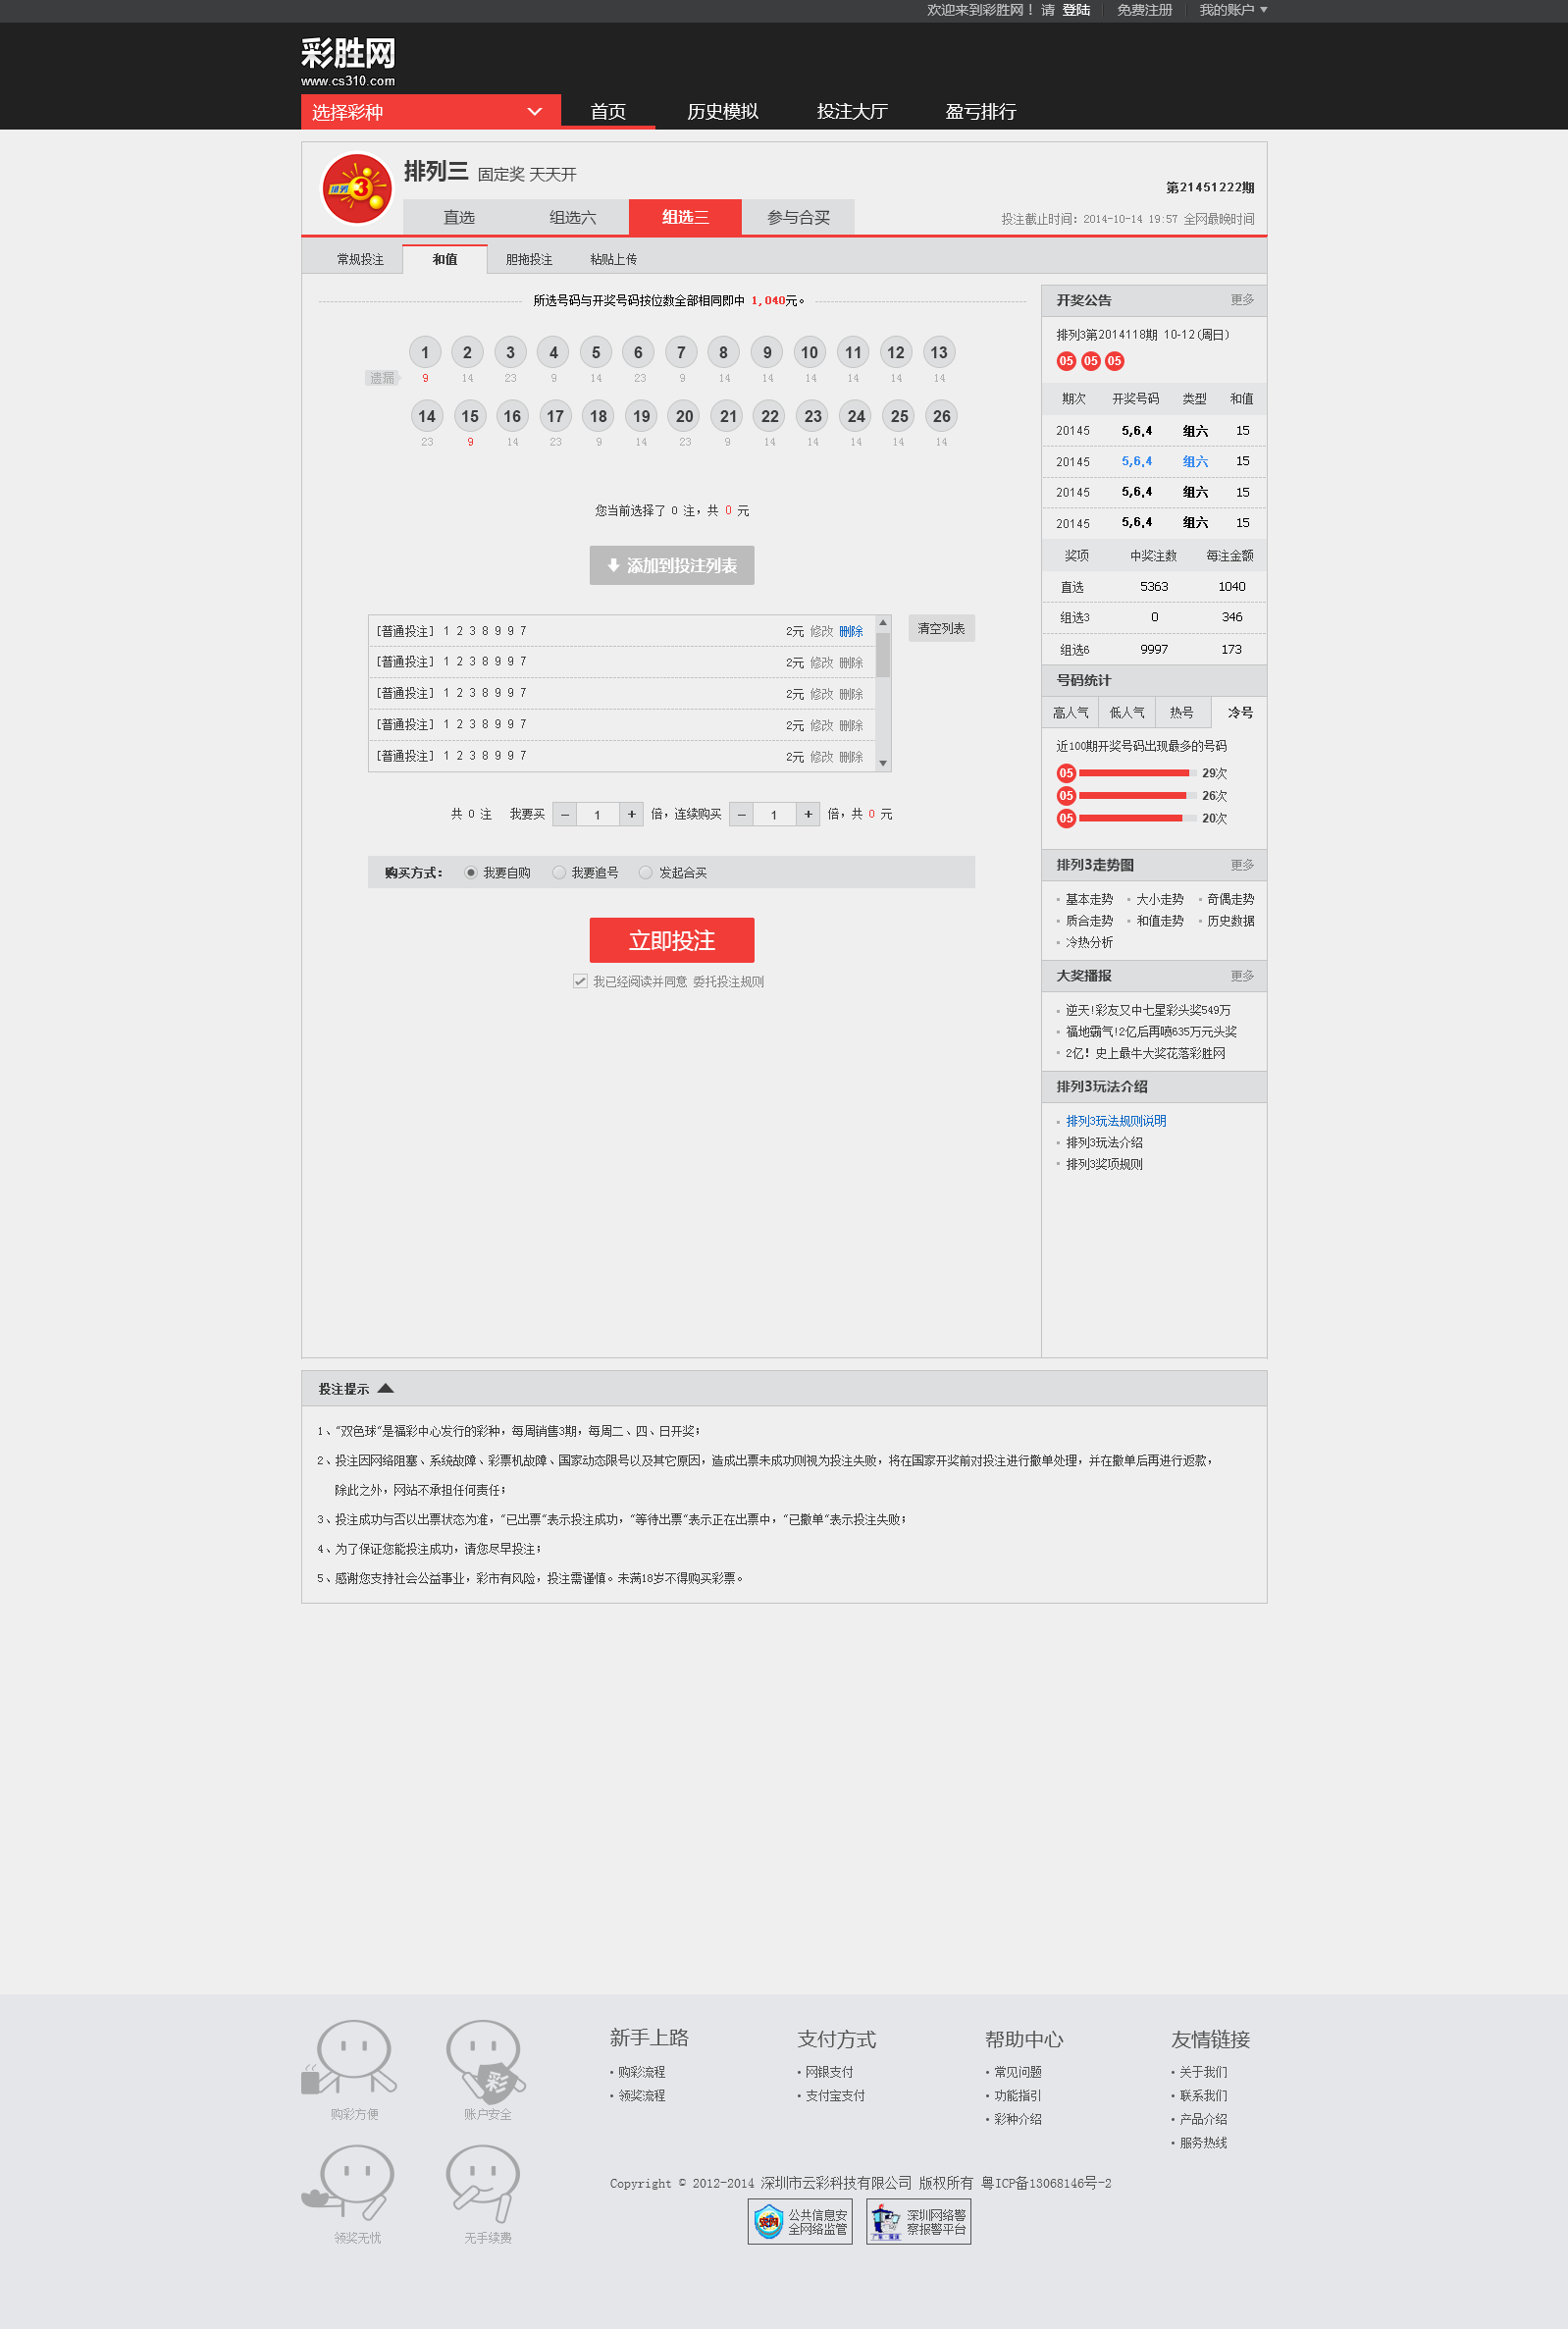 欢迎来到彩胜网！请 登陆 免费注册 我的账户
彩胜网
www.cs310.com
选择彩种 首页 历史模拟 投注大厅 盈亏排行
排列三 固定奖 天天开
第21451222期
直选 组选六 组选三 参与合买
投注截止时间：2014-10-14 19:57 全网最晚时间
常规投注 和值 胆拖投注 粘贴上传
所选号码与开奖号码按位数全部相同即中 1,040元。
1 2 3 4 5 6 7 8 9 10 11 12 13
遗漏 9 14 23 9 14 23 9 14 14 14 14 14 14
14 15 16 17 18 19 20 21 22 23 24 25 26
23 9 14 23 9 14 23 9 14 14 14 14 14
您当前选择了 0 注，共 0 元
添加到投注列表
[普通投注] 1 2 3 8 9 9 7 2元 修改 删除
[普通投注] 1 2 3 8 9 9 7 2元 修改 删除
[普通投注] 1 2 3 8 9 9 7 2元 修改 删除
[普通投注] 1 2 3 8 9 9 7 2元 修改 删除
[普通投注] 1 2 3 8 9 9 7 2元 修改 删除
清空列表
共 0 注 我要买 － 1 + 倍，连续购买 － 1 + 倍，共 0 元
购买方式： 我要自购 我要追号 发起合买
立即投注
我已经阅读并同意 委托投注规则
开奖公告 更多
排列3第2014118期 10-12(周日)
05 05 05
期次 开奖号码 类型 和值
20145 5,6,4 组六 15
20145 5,6,4 组六 15
20145 5,6,4 组六 15
20145 5,6,4 组六 15
奖项 中奖注数 每注金额
直选 5363 1040
组选3 0 346
组选6 9997 173
号码统计
高人气 低人气 热号 冷号
近100期开奖号码出现最多的号码
05 29次
05 26次
05 20次
排列3走势图 更多
基本走势 大小走势 奇偶走势
质合走势 和值走势 历史数据
冷热分析
大奖播报 更多
逆天!彩友又中七星彩头奖549万
福地霸气!2亿后再喷635万元头奖
2亿！史上最牛大奖花落彩胜网
排列3玩法介绍
排列3玩法规则说明
排列3玩法介绍
排列3奖项规则
投注提示
1、“双色球”是福彩中心发行的彩种，每周销售3期，每周二、四、日开奖；
2、投注因网络阻塞、系统故障、彩票机故障、国家动态限号以及其它原因，造成出票未成功则视为投注失败，将在国家开奖前对投注进行撤单处理，并在撤单后再进行返款，
除此之外，网站不承担任何责任；
3、投注成功与否以出票状态为准，“已出票”表示投注成功，“等待出票”表示正在出票中，“已撤单”表示投注失败；
4、为了保证您能投注成功，请您尽早投注；
5、感谢您支持社会公益事业，彩市有风险，投注需谨慎。未满18岁不得购买彩票。
彩
购彩方便 账户安全
领奖无忧 无手续费
新手上路
购彩流程
领奖流程
支付方式
网银支付
支付宝支付
帮助中心
常见问题
功能指引
彩种介绍
友情链接
关于我们
联系我们
产品介绍
服务热线
Copyright © 2012-2014 深圳市云彩科技有限公司 版权所有 粤ICP备13068146号-2
公共信息安
全网络监管
深圳网络警
察报警平台